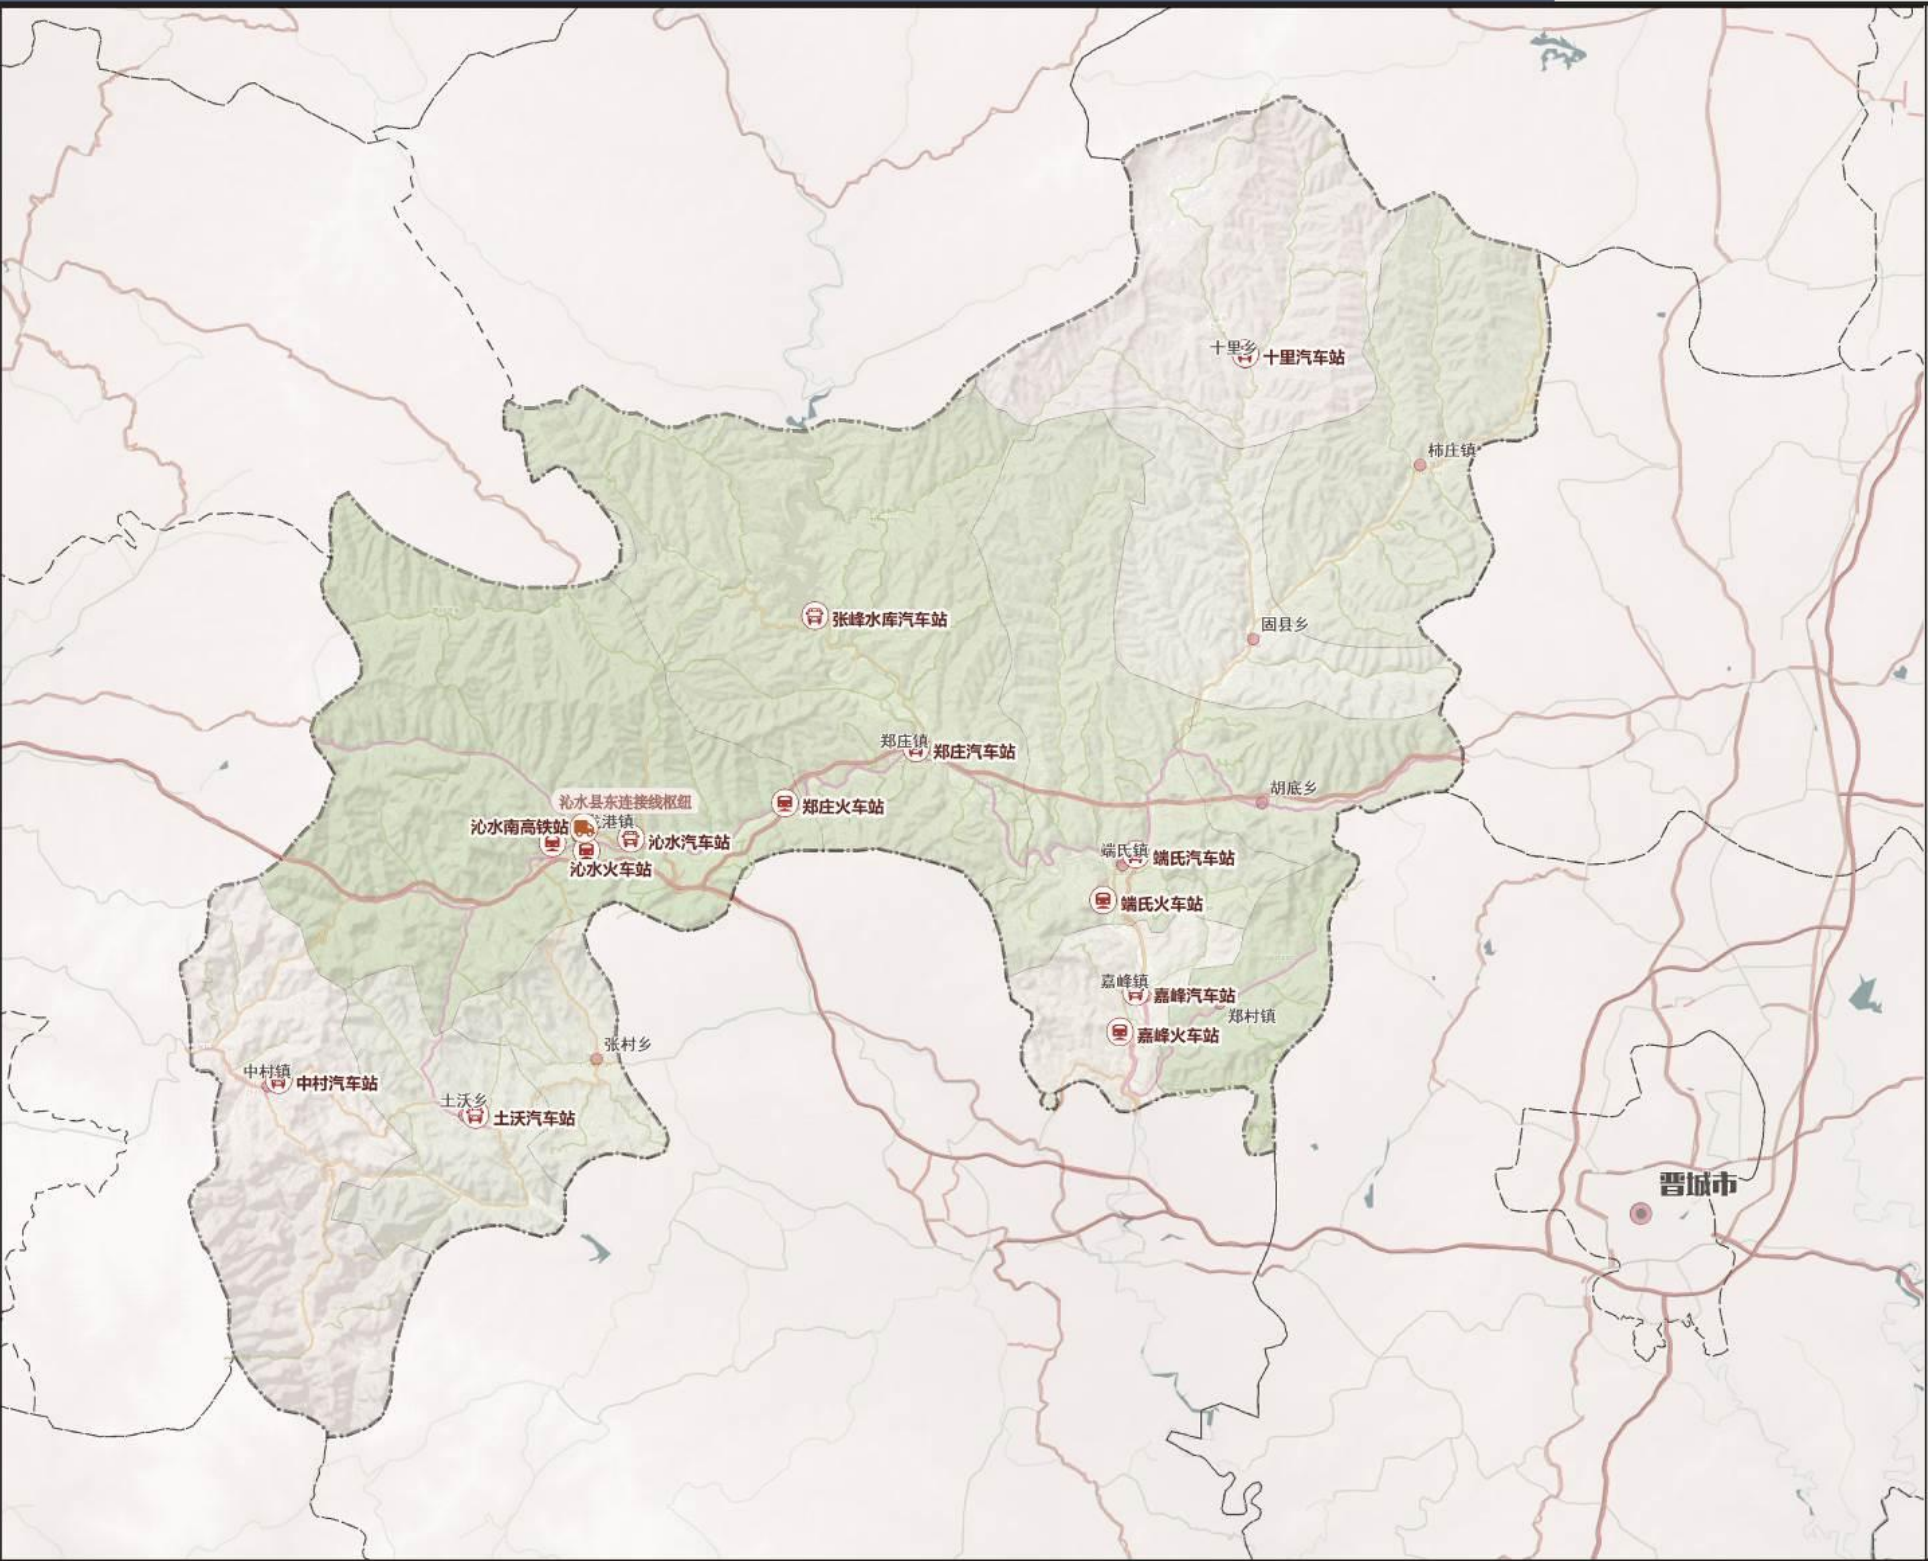 十里乡
十里汽车站
柿庄镇
张峰水库汽车站
固县乡
郑庄镇
郑庄汽车站
胡底乡
沁水县东连接线枢纽
郑庄火车站
沁水南高铁站
港镇
沁水汽车站
沁水火车站
端氏镇
端氏汽车站
端氏火车站
嘉峰镇
嘉峰汽车站
郑村镇
嘉峰火车站
张村乡
中村镇
中村汽车站
土沃乡
土沃汽车站
晋城市